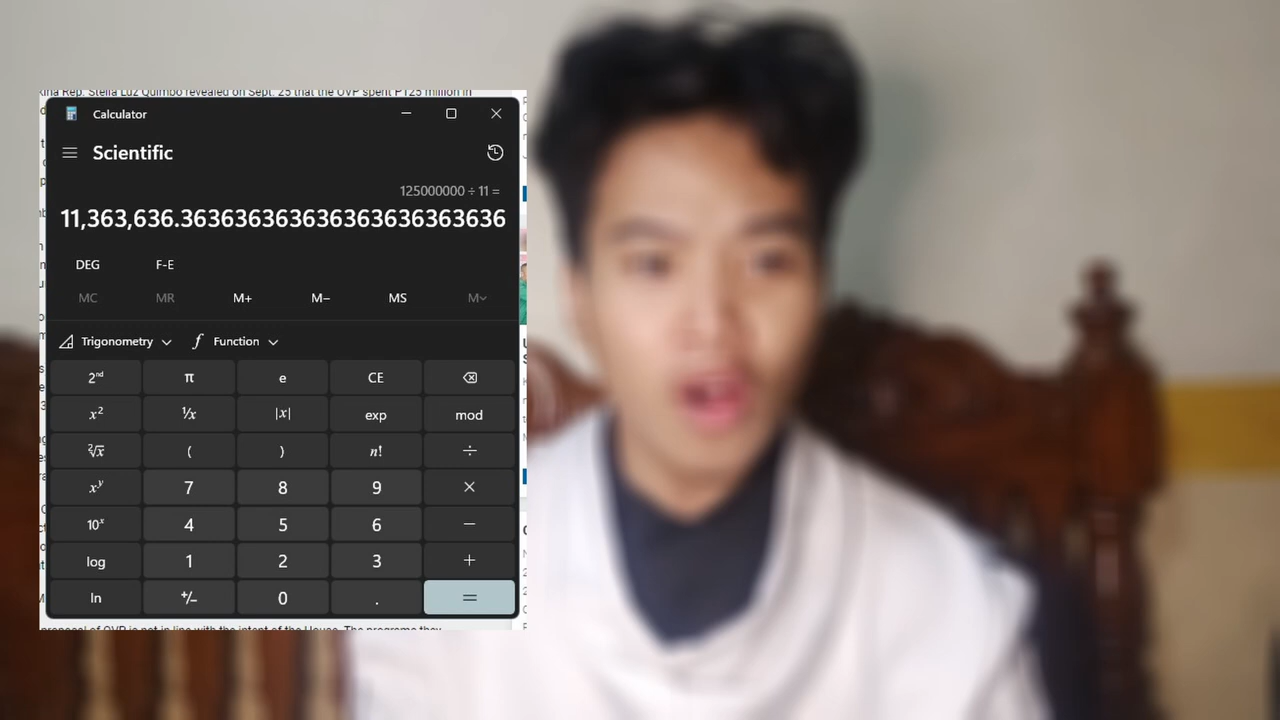 Rep. Stella Luz Quimbo revealed on Sept. 25 that the OVP spent P125 million in
Calculator
Scientific
125000000 ÷ 11 =
11,363,636.363636363636363636363636
DEG F-E
MC MR M+ M− MS M
Trigonometry Function
2nd π e CE
x² ¹/x |x| exp mod
²√x ( ) n! ÷
xʸ 7 8 9 ×
10ˣ 4 5 6 −
log 1 2 3 +
ln +/− 0 . =
proposal of OVP is not in line with the intent of the House. The programs they